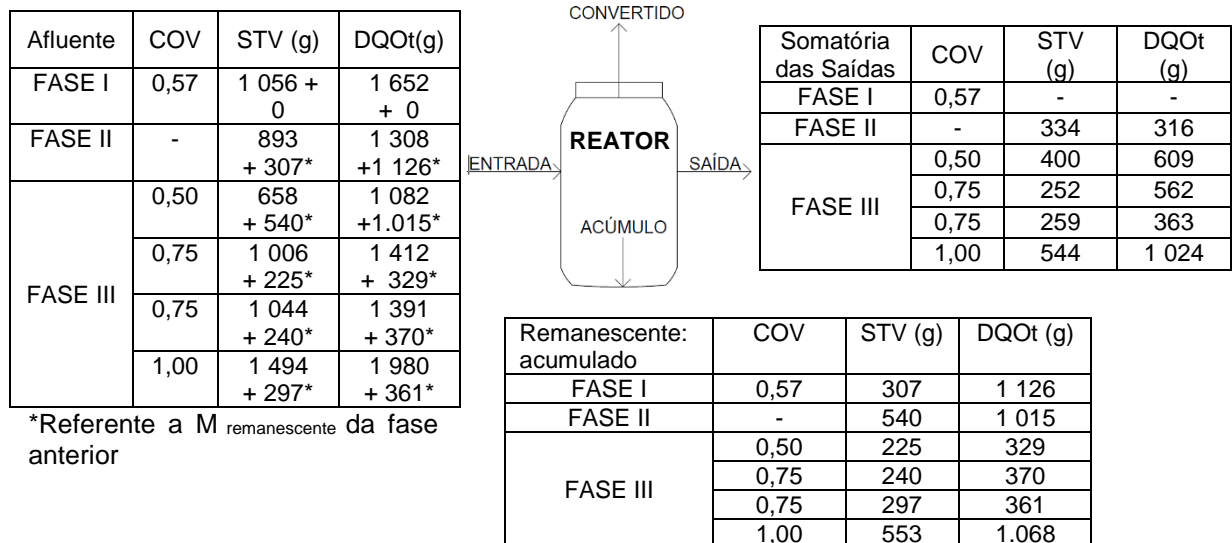 Afluente COV STV (g) DQOt(g)
FASE I 0,57 1 056 + 1 652
0 + 0
FASE II - 893 1 308
+ 307* +1 126*
FASE III
0,50 658 1 082
+ 540* +1.015*
0,75 1 006 1 412
+ 225* + 329*
0,75 1 044 1 391
+ 240* + 370*
1,00 1 494 1 980
+ 297* + 361*
*Referente a M remanescente da fase
anterior
CONVERTIDO
REATOR
ENTRADA
SAÍDA
ACÚMULO
Somatória COV STV DQOt
das Saídas (g) (g)
FASE I 0,57 - -
FASE II - 334 316
FASE III
0,50 400 609
0,75 252 562
0,75 259 363
1,00 544 1 024
Remanescente: COV STV (g) DQOt (g)
acumulado
FASE I 0,57 307 1 126
FASE II - 540 1 015
FASE III
0,50 225 329
0,75 240 370
0,75 297 361
1,00 553 1.068